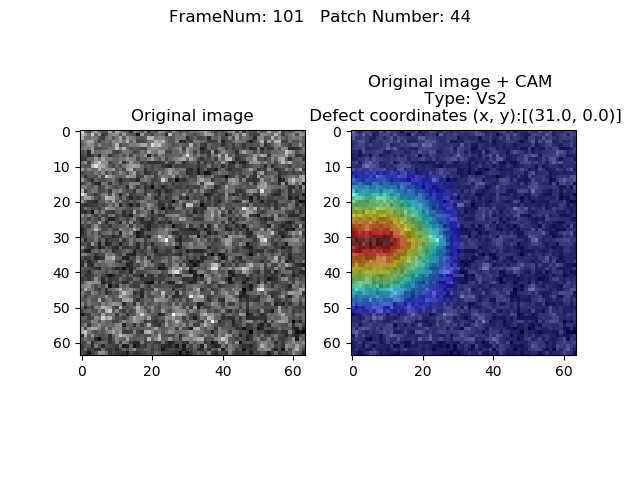 FrameNum: 101   Patch Number: 44
Original image
0
10
20
30
40
50
60
0 20 40 60
Original image + CAM
Type: Vs2
Defect coordinates (x, y):[(31.0, 0.0)]
0
10
20
30
40
50
60
0 20 40 60